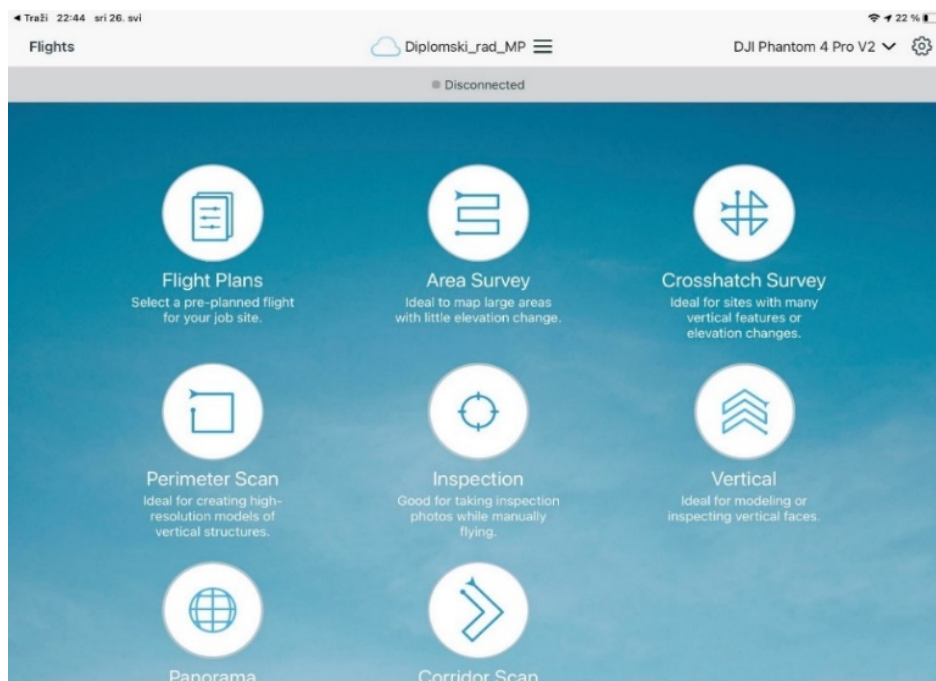 Traži 22:44 sri 26. svi
22 %
Flights
Diplomski_rad_MP
DJI Phantom 4 Pro V2
Disconnected
Flight Plans
Select a pre-planned flight
for your job site.
Area Survey
Ideal to map large areas
with little elevation change.
Crosshatch Survey
Ideal for sites with many
vertical features or
elevation changes.
Perimeter Scan
Ideal for creating high-
resolution models of
vertical structures.
Inspection
Good for taking inspection
photos while manually
flying.
Vertical
Ideal for modeling or
inspecting vertical faces.
Panorama
Corridor Scan